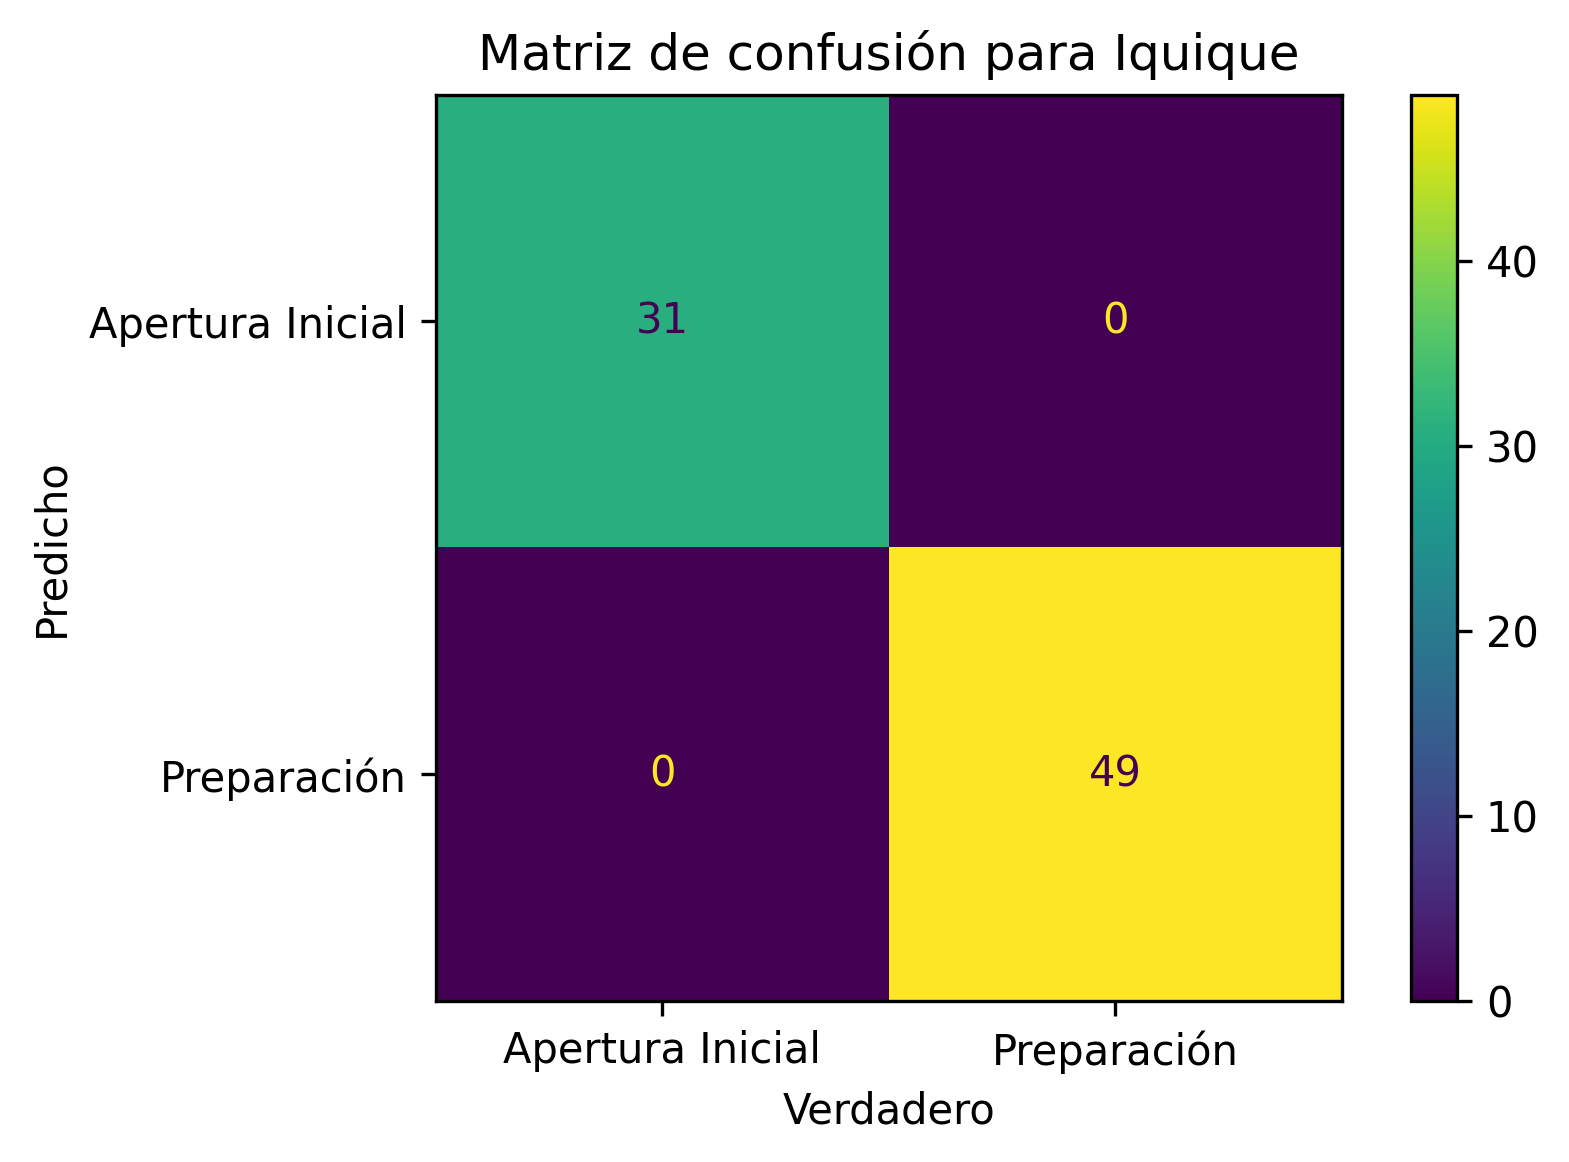 Matriz de confusión para Iquique
Predicho
Apertura Inicial
31
0
Preparación
0
49
Apertura Inicial
Preparación
Verdadero
40
30
20
10
0